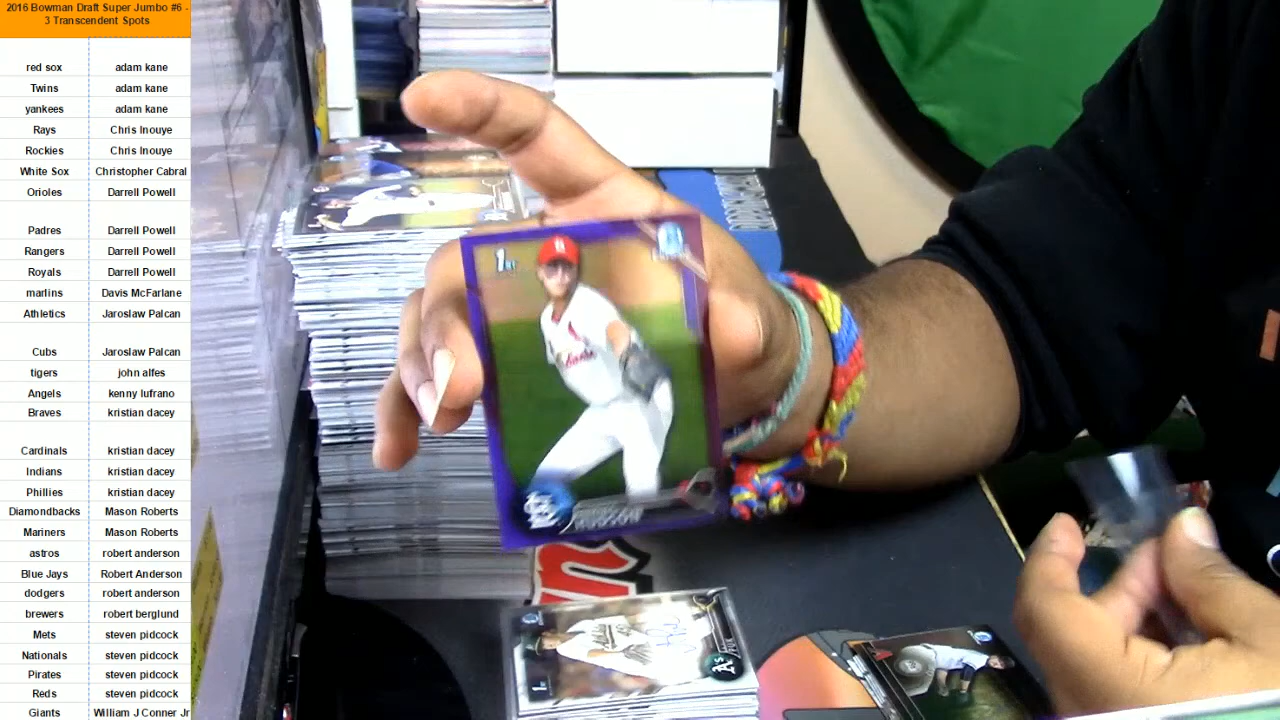 2016 Bowman Draft Super Jumbo #6 -
3 Transcendent Spots
red sox adam kane
Twins adam kane
yankees adam kane
Rays Chris Inouye
Rockies Chris Inouye
White Sox Christopher Cabral
Orioles Darrell Powell
Padres Darrell Powell
Rangers Darrell Powell
Royals Darrell Powell
marlins Davis McFarlane
Athletics Jaroslaw Palcan
Cubs Jaroslaw Palcan
tigers john alfes
Angels kenny lufrano
Braves kristian dacey
Cardinals kristian dacey
Indians kristian dacey
Phillies kristian dacey
Diamondbacks Mason Roberts
Mariners Mason Roberts
astros robert anderson
Blue Jays Robert Anderson
dodgers robert anderson
brewers robert berglund
Mets steven pidcock
Nationals steven pidcock
Pirates steven pidcock
Reds steven pidcock
Giants William J Conner Jr
1st
HUDSON
A's